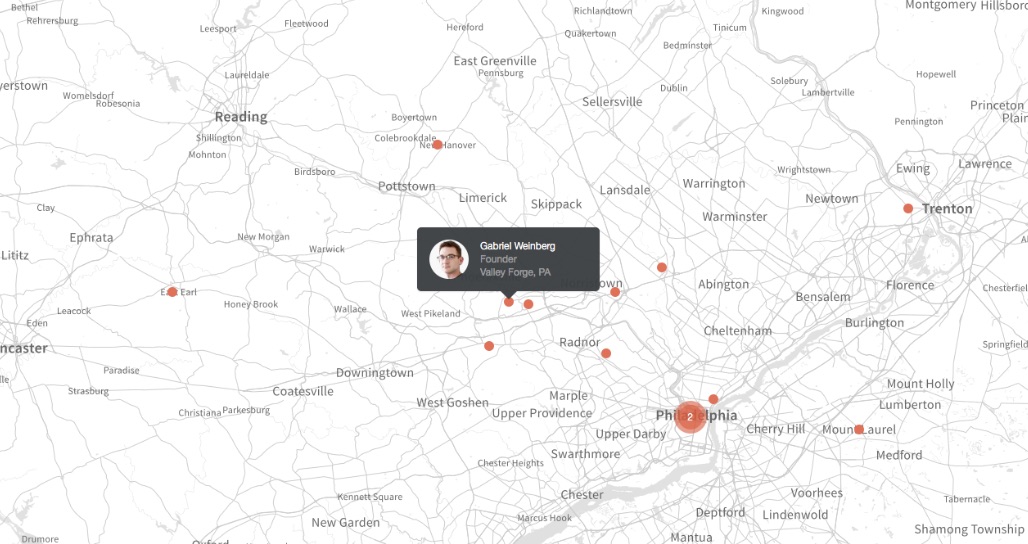 Bethel
Rehrersburg
Leesport
Fleetwood
Hereford
Richlandtown
Quakertown
Tinicum
Kingwood
Montgomery
Hillsboro
Bedminster
East Greenville
Pennsburg
Laureldale
Solebury
Hopewell
yerstown
Womelsdorf
Robesonia
Dublin
Lambertville
Sellersville
Princeton
Plain
Reading
Boyertown
Pennington
Shillington
Colebrookdale
New Hanover
Mohnton
Birdsboro
Wrightstown
Ewing
Lawrence
Pottstown
Limerick
Skippack
Lansdale
Warrington
Newtown
Clay
Warminster
Trenton
Ephrata
New Morgan
Warwick
Lititz
Gabriel Weinberg
Founder
Valley Forge, PA
town
Abington
Florence
Chesterfiel
East Earl
Honey Brook
Bensalem
Leacock
Wallace
West Pikeland
Eden
Cheltenham
Burlington
ncaster
Radnor
Springfield
Paradise
Downingtown
Strasburg
Coatesville
Mount Holly
Christiana
Parkesburg
West Goshen
Marple
Upper Providence
Lumberton
Philadelphia
2
Upper Darby
Cherry Hill
Mount Laurel
Swarthmore
Medford
Chester Heights
Kennett Square
Chester
Voorhees
Tabernacle
New Garden
Marcus Hook
Deptford
Lindenwold
Shamong Township
Drumore
Oxford
Mantua